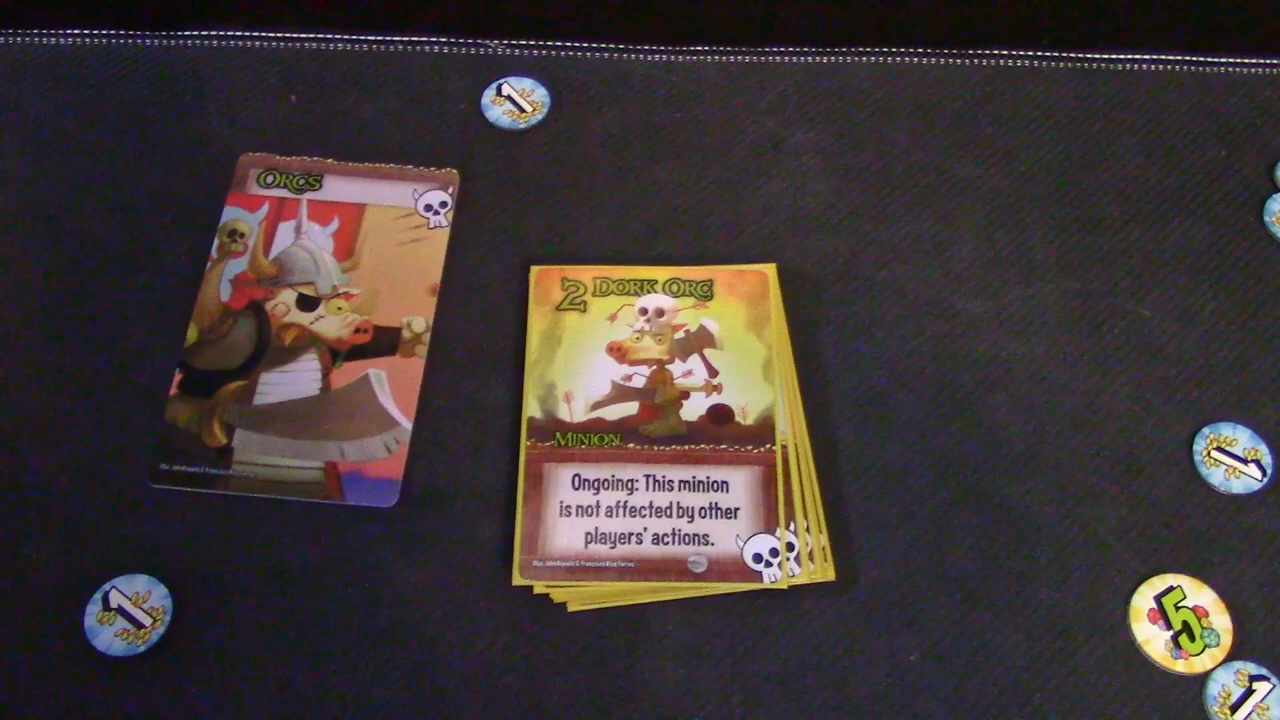 1
ORCS
2 DORK ORC
MINION
Ongoing: This minion
is not affected by other
players' actions.
1
1
5
1